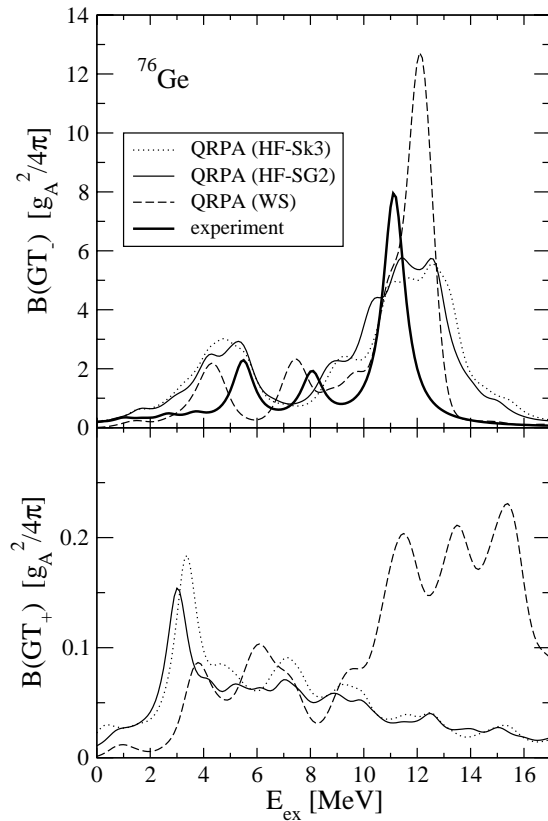 14
12
10
8
6
4
2
0
B(GT₋) [g_A²/4π]
⁷⁶Ge
QRPA (HF-Sk3)
QRPA (HF-SG2)
QRPA (WS)
experiment
0.2
0.1
0
B(GT₊) [g_A²/4π]
0 2 4 6 8 10 12 14 16
E_ex [MeV]